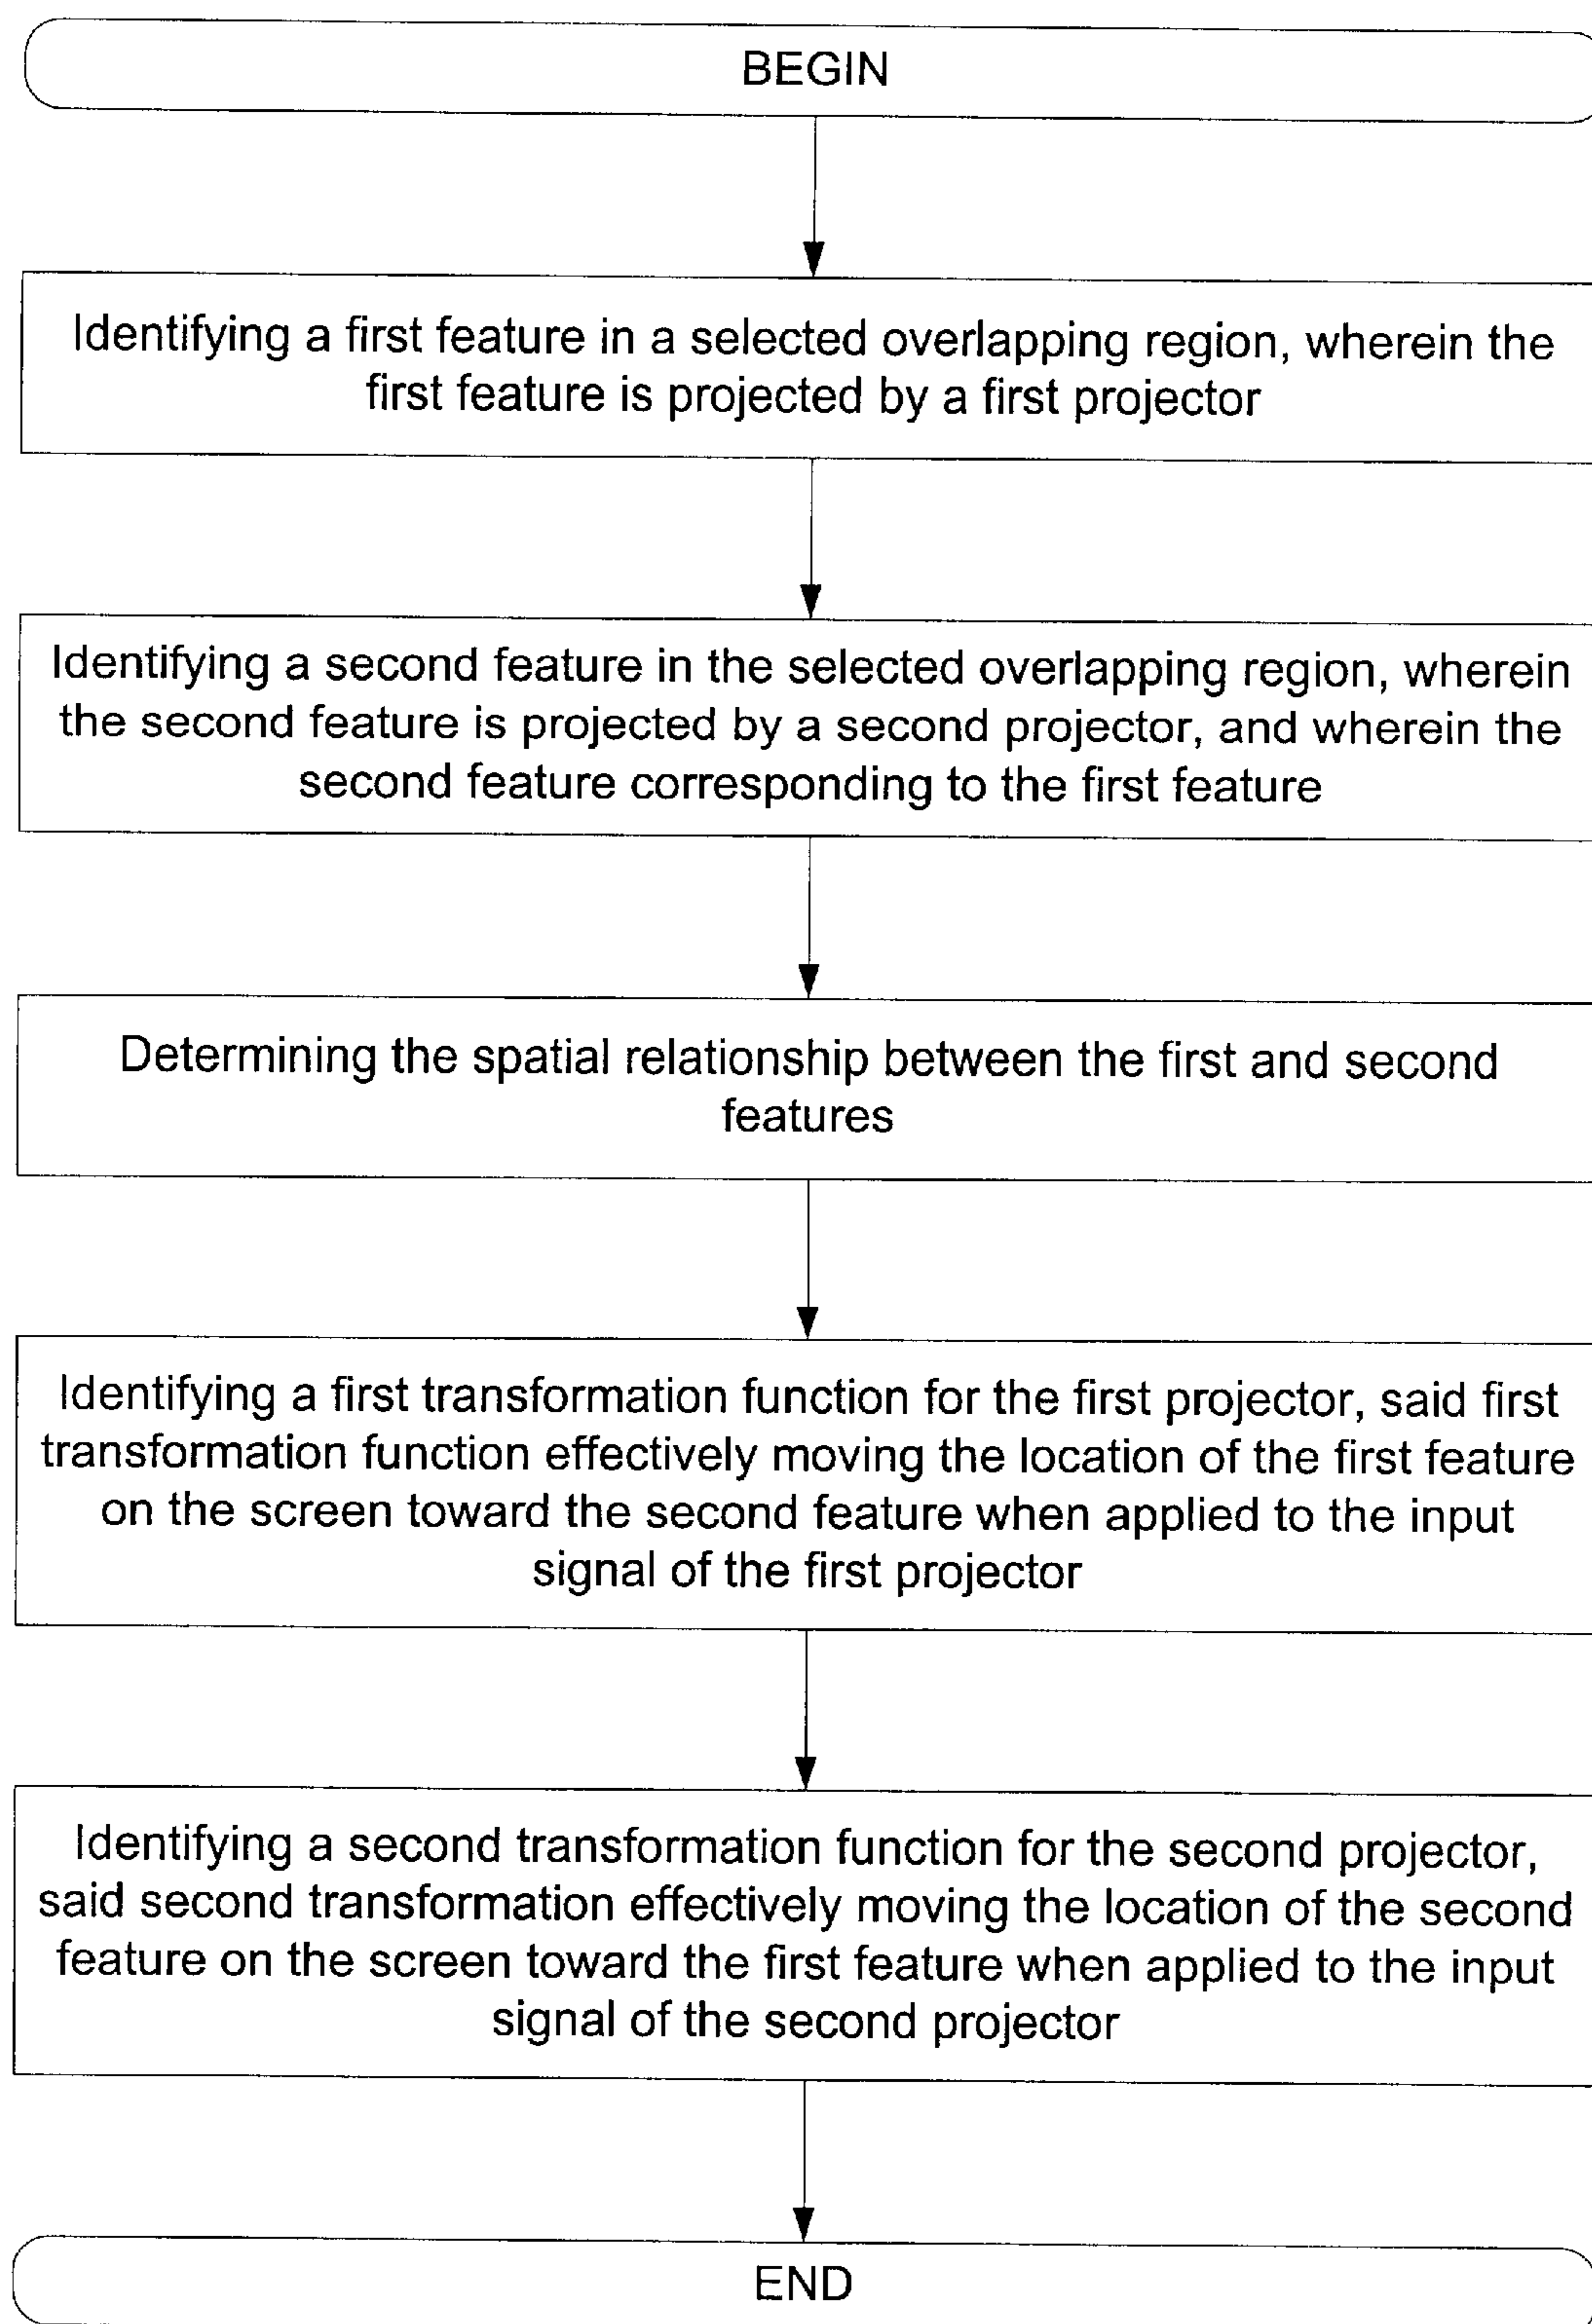 BEGIN
Identifying a first feature in a selected overlapping region, wherein the
first feature is projected by a first projector
Identifying a second feature in the selected overlapping region, wherein
the second feature is projected by a second projector, and wherein the
second feature corresponding to the first feature
Determining the spatial relationship between the first and second
features
Identifying a first transformation function for the first projector, said first
transformation function effectively moving the location of the first feature
on the screen toward the second feature when applied to the input
signal of the first projector
Identifying a second transformation function for the second projector,
said second transformation effectively moving the location of the second
feature on the screen toward the first feature when applied to the input
signal of the second projector
END